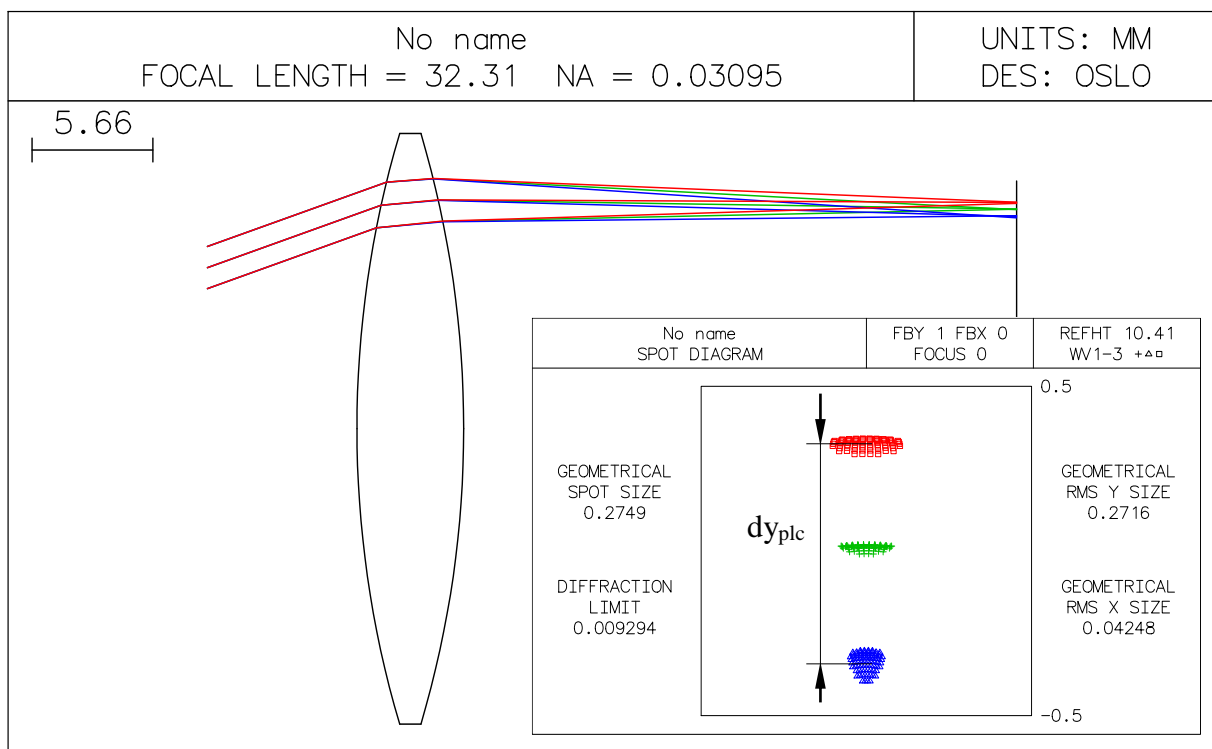 No name
FOCAL LENGTH = 32.31 NA = 0.03095
UNITS: MM
DES: OSLO
5.66
No name
SPOT DIAGRAM
FBY 1 FBX 0
FOCUS 0
REFHT 10.41
WV1-3 +△□
0.5
GEOMETRICAL
SPOT SIZE
0.2749
dyplc
GEOMETRICAL
RMS Y SIZE
0.2716
DIFFRACTION
LIMIT
0.009294
GEOMETRICAL
RMS X SIZE
0.04248
-0.5